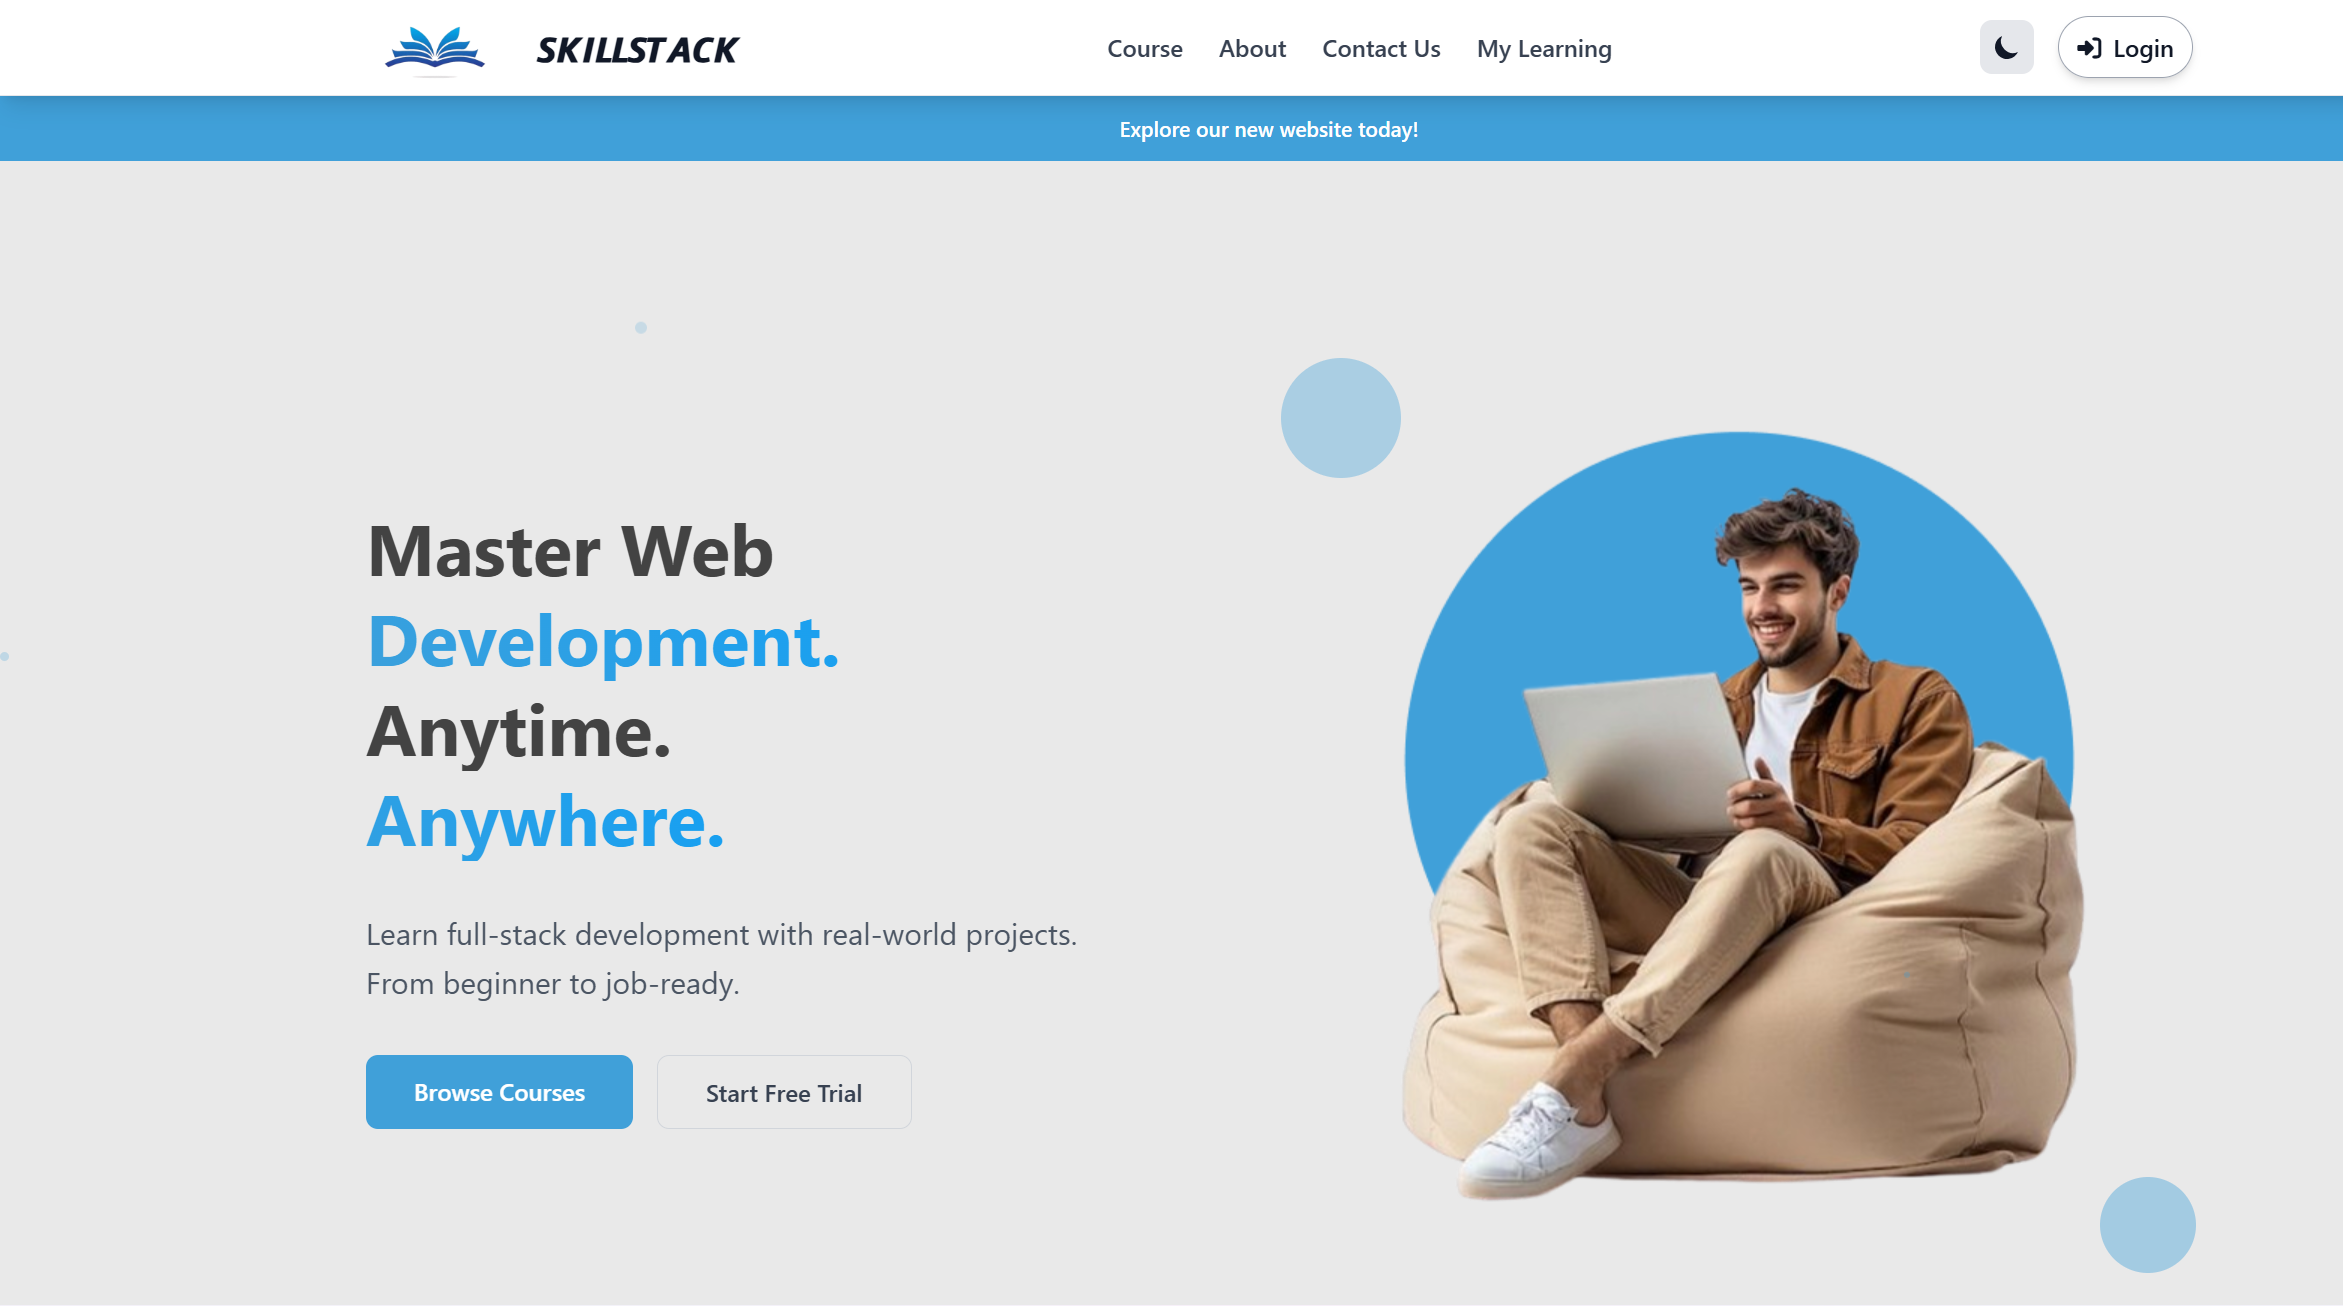 SKILLSTACK
Course
About
Contact Us
My Learning
Login
Explore our new website today!
Master Web
Development.
Anytime.
Anywhere.
Learn full-stack development with real-world projects.
From beginner to job-ready.
Browse Courses
Start Free Trial